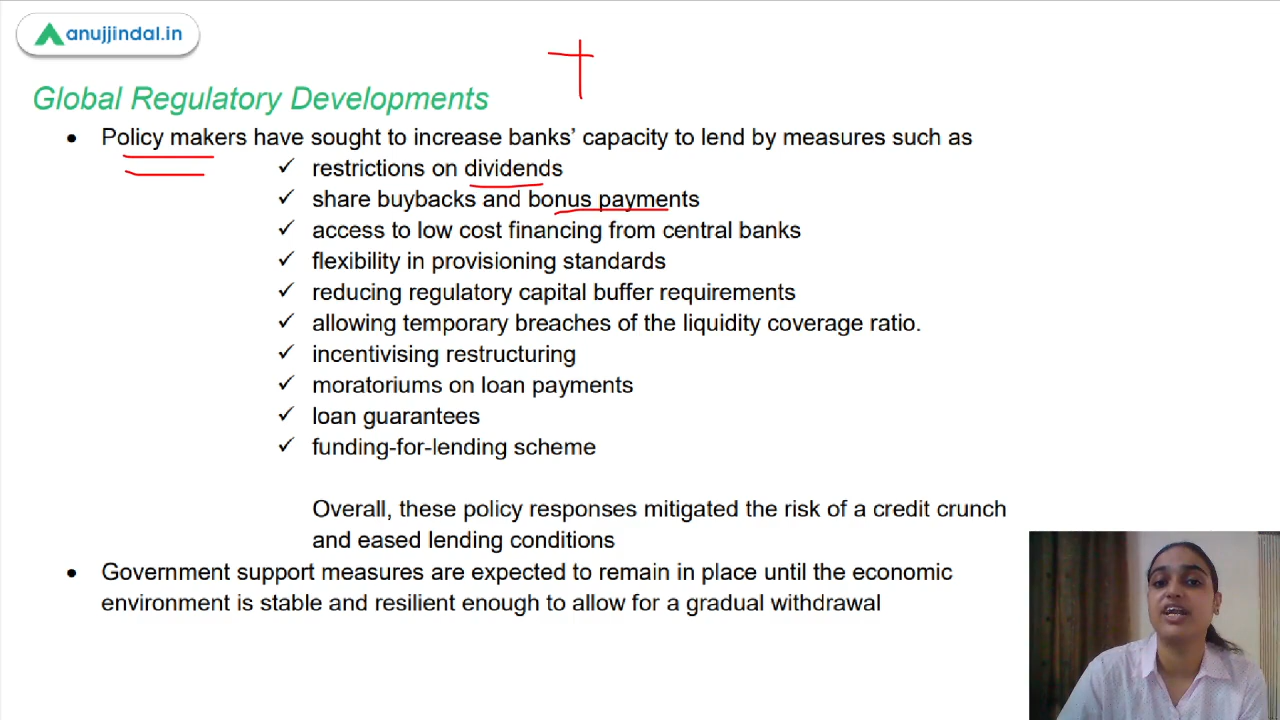 anujjindal.in
Global Regulatory Developments
• Policy makers have sought to increase banks’ capacity to lend by measures such as
✓ restrictions on dividends
✓ share buybacks and bonus payments
✓ access to low cost financing from central banks
✓ flexibility in provisioning standards
✓ reducing regulatory capital buffer requirements
✓ allowing temporary breaches of the liquidity coverage ratio.
✓ incentivising restructuring
✓ moratoriums on loan payments
✓ loan guarantees
✓ funding-for-lending scheme
Overall, these policy responses mitigated the risk of a credit crunch
and eased lending conditions
• Government support measures are expected to remain in place until the economic
environment is stable and resilient enough to allow for a gradual withdrawal